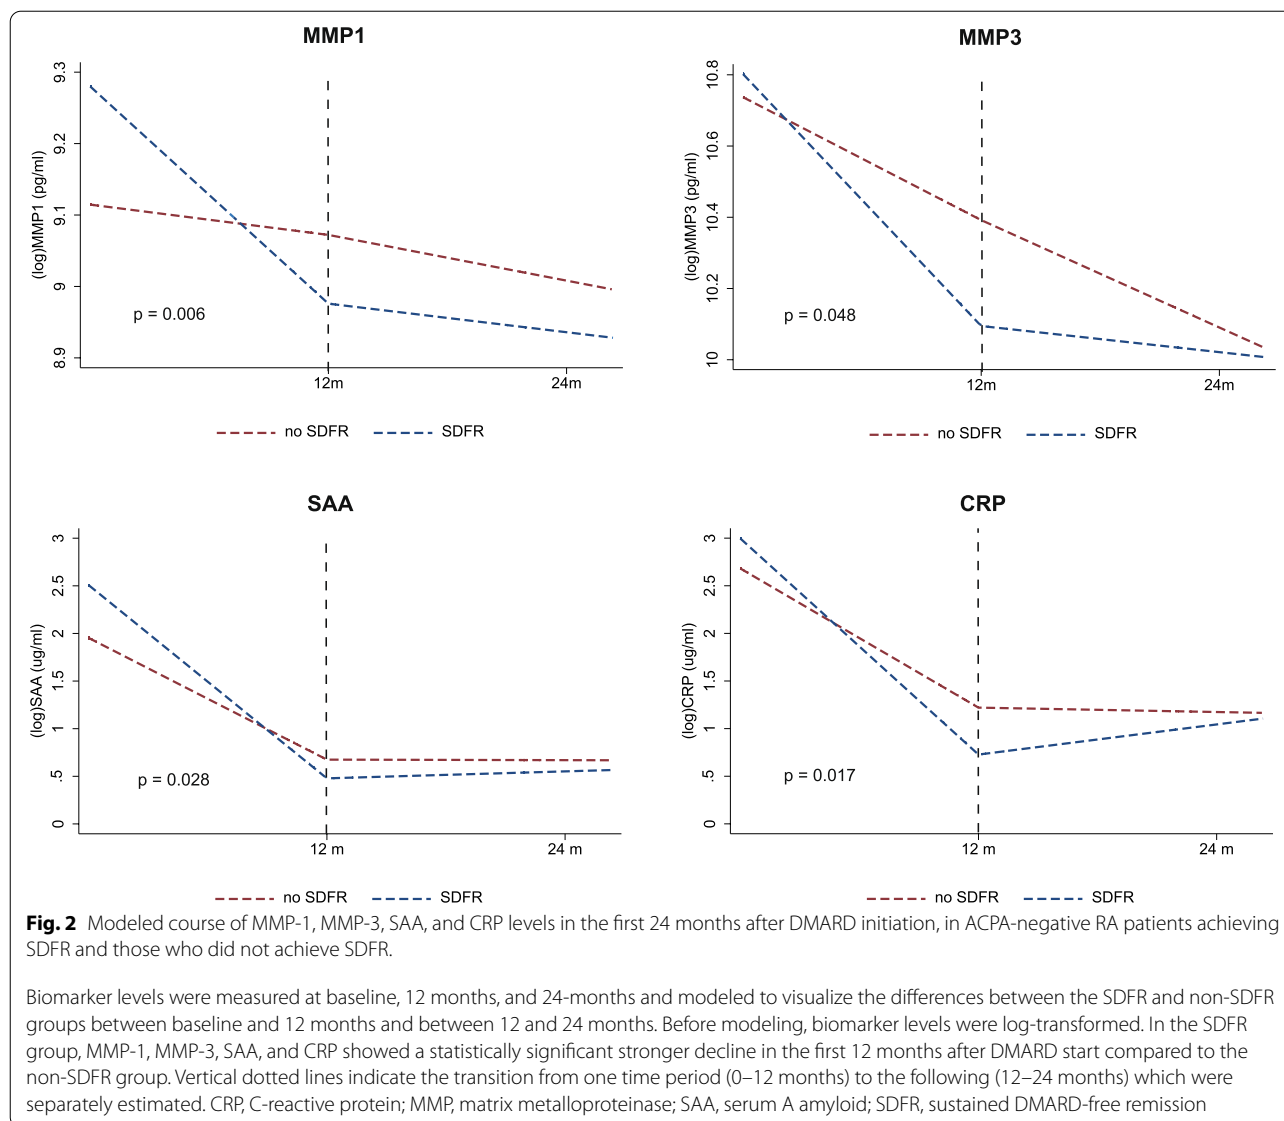 MMP1
(log)MMP1 (pg/ml)
9.3
9.2
9.1
9
8.9
p = 0.006
12m
24m
no SDFR
SDFR
MMP3
(log)MMP3 (pg/ml)
10.8
10.6
10.4
10.2
10
p = 0.048
12m
24m
no SDFR
SDFR
SAA
(log)SAA (ug/ml)
3
2.5
2
1.5
1
.5
0
p = 0.028
12 m
24 m
no SDFR
SDFR
CRP
(log)CRP (ug/ml)
3
2.5
2
1.5
1
.5
0
p = 0.017
12 m
24 m
no SDFR
SDFR
Fig. 2 Modeled course of MMP-1, MMP-3, SAA, and CRP levels in the first 24 months after DMARD initiation, in ACPA-negative RA patients achieving
SDFR and those who did not achieve SDFR.
Biomarker levels were measured at baseline, 12 months, and 24-months and modeled to visualize the differences between the SDFR and non-SDFR
groups between baseline and 12 months and between 12 and 24 months. Before modeling, biomarker levels were log-transformed. In the SDFR
group, MMP-1, MMP-3, SAA, and CRP showed a statistically significant stronger decline in the first 12 months after DMARD start compared to the
non-SDFR group. Vertical dotted lines indicate the transition from one time period (0–12 months) to the following (12–24 months) which were
separately estimated. CRP, C-reactive protein; MMP, matrix metalloproteinase; SAA, serum A amyloid; SDFR, sustained DMARD-free remission